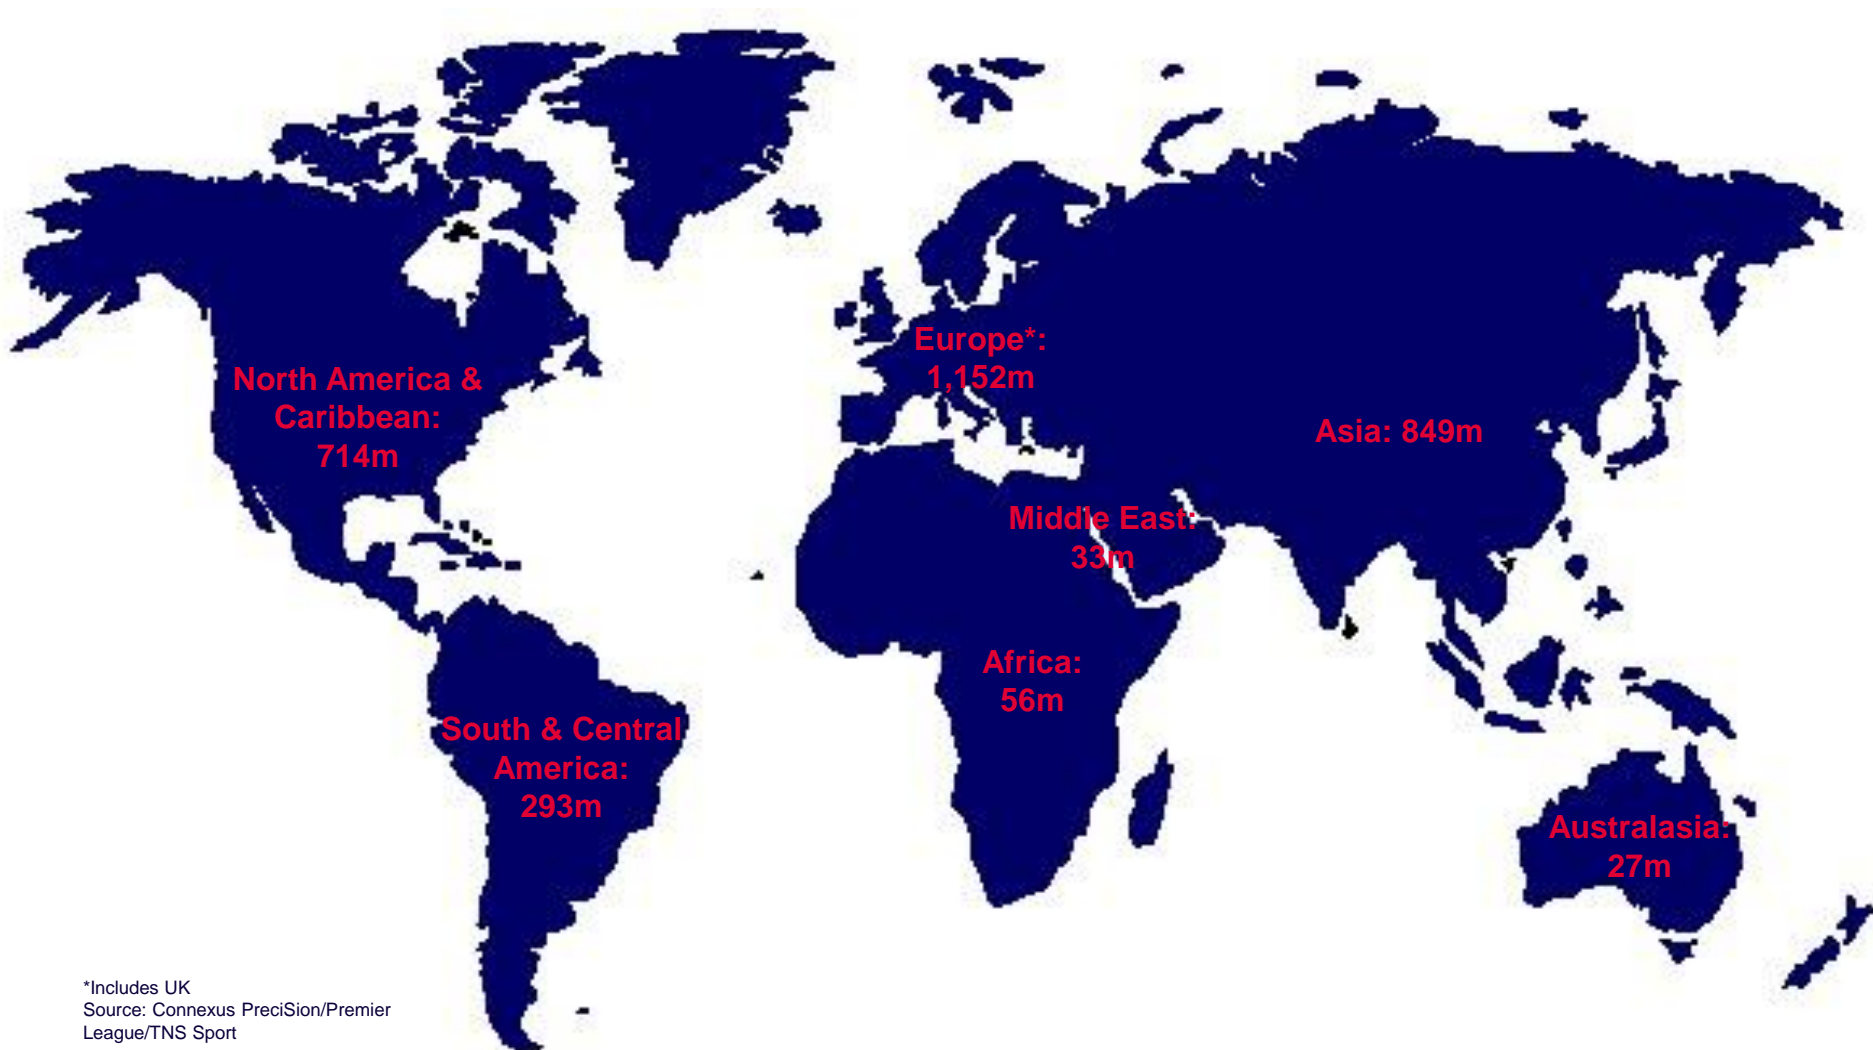 Europe*:
1,152m
North America &
Caribbean:
714m
Asia: 849m
Middle East:
33m
Africa:
56m
South & Central
America:
293m
Australasia:
27m
*Includes UK
Source: Connexus PreciSion/Premier
League/TNS Sport